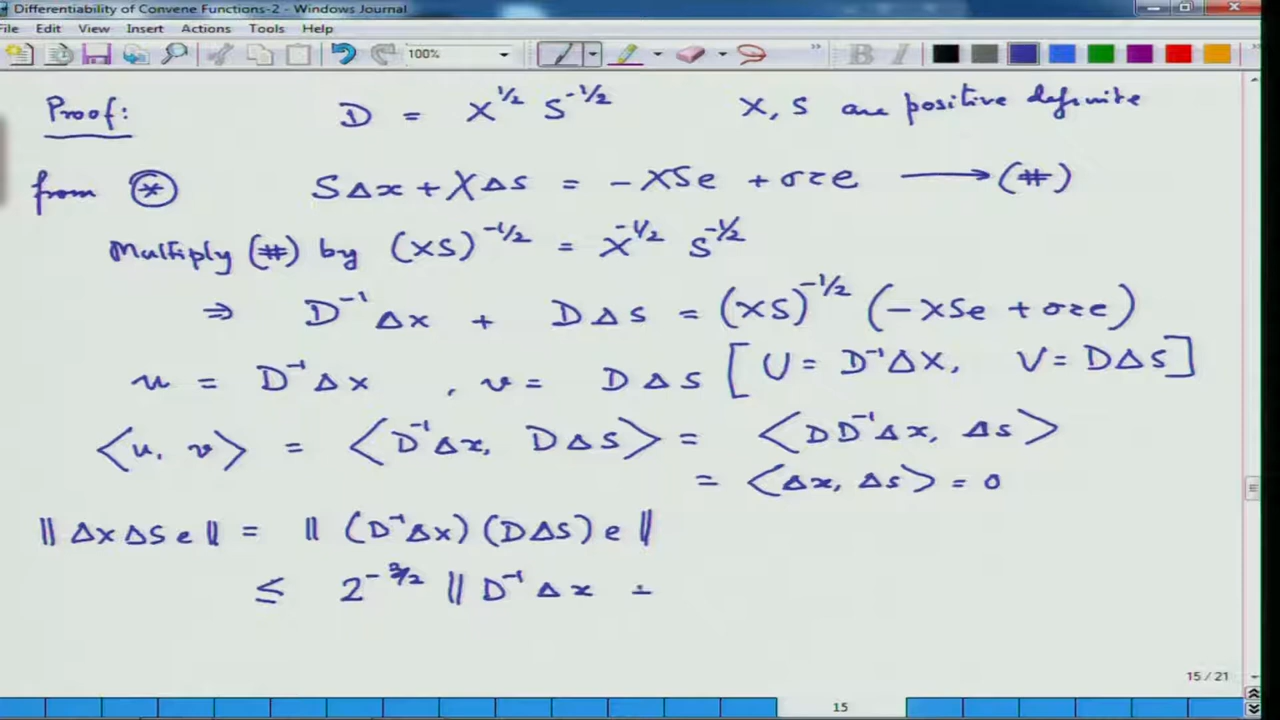 Differentiability of Convene Functions-2 - Windows Journal
File Edit View Insert Actions Tools Help
100%
B I
Proof: D = X^{1/2} S^{-1/2} X, S are positive definite
from (*) SΔx + XΔs = -XSe + στe ⟶ (#)
Multiply (#) by (XS)^{-1/2} = X^{-1/2} S^{-1/2}
⇒ D^{-1}Δx + DΔs = (XS)^{-1/2} (-XSe + στe)
u = D^{-1}Δx, v = DΔs [U = D^{-1}ΔX, V = DΔS]
⟨u, v⟩ = ⟨D^{-1}Δx, DΔs⟩ = ⟨DD^{-1}Δx, Δs⟩
= ⟨Δx, Δs⟩ = 0
‖ΔXΔSe‖ = ‖(D^{-1}ΔX)(DΔS)e‖
≤ 2^{-3/2} ‖D^{-1}Δx +
15 / 21
15